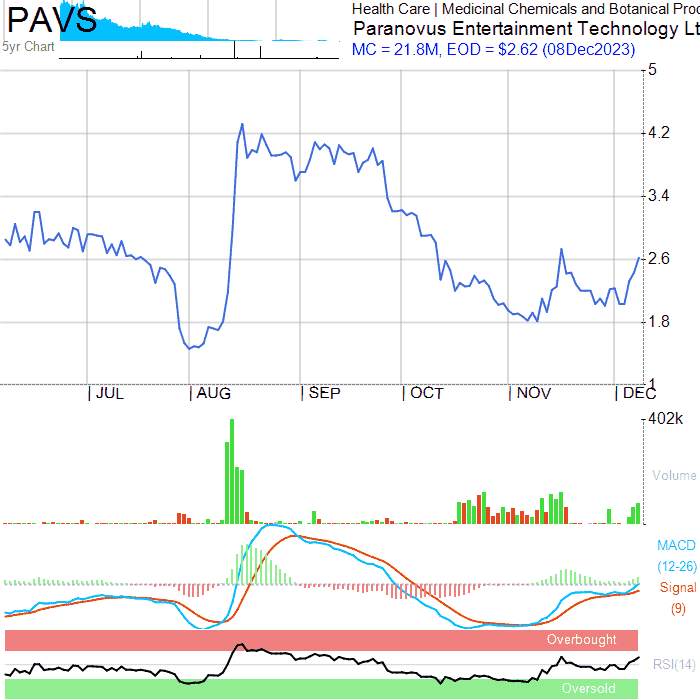 PAVS
5yr Chart
Health Care | Medicinal Chemicals and Botanical Proc
Paranovus Entertainment Technology Lt
MC = 21.8M, EOD = $2.62 (08Dec2023)
5
4.2
3.4
2.6
1.8
1
JUL AUG SEP OCT NOV DEC
402k
Volume
MACD
(12-26)
Signal
(9)
Overbought
RSI(14)
Oversold